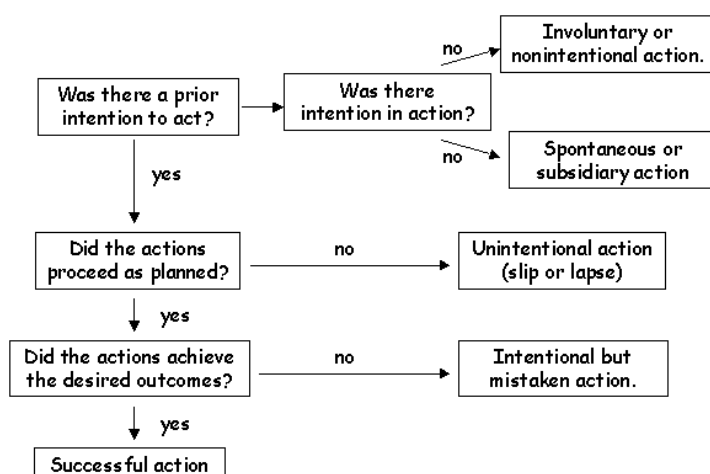 Involuntary or
nonintentional action.
no
Was there a prior
intention to act?
Was there
intention in action?
no
Spontaneous or
subsidiary action
yes
Did the actions
proceed as planned?
no
Unintentional action
(slip or lapse)
yes
Did the actions achieve
the desired outcomes?
no
Intentional but
mistaken action.
yes
Successful action